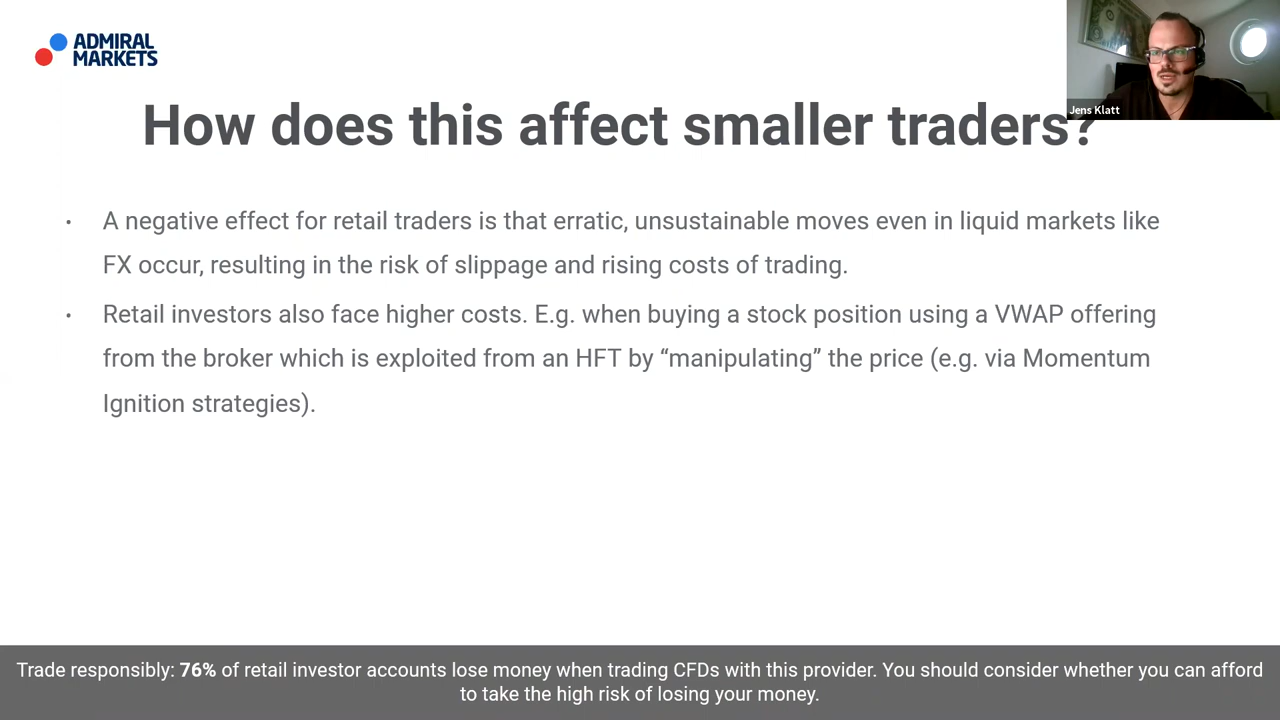 ADMIRAL
MARKETS
Jens Klatt
How does this affect smaller traders?
• A negative effect for retail traders is that erratic, unsustainable moves even in liquid markets like
FX occur, resulting in the risk of slippage and rising costs of trading.
• Retail investors also face higher costs. E.g. when buying a stock position using a VWAP offering
from the broker which is exploited from an HFT by “manipulating” the price (e.g. via Momentum
Ignition strategies).
Trade responsibly: 76% of retail investor accounts lose money when trading CFDs with this provider. You should consider whether you can afford
to take the high risk of losing your money.